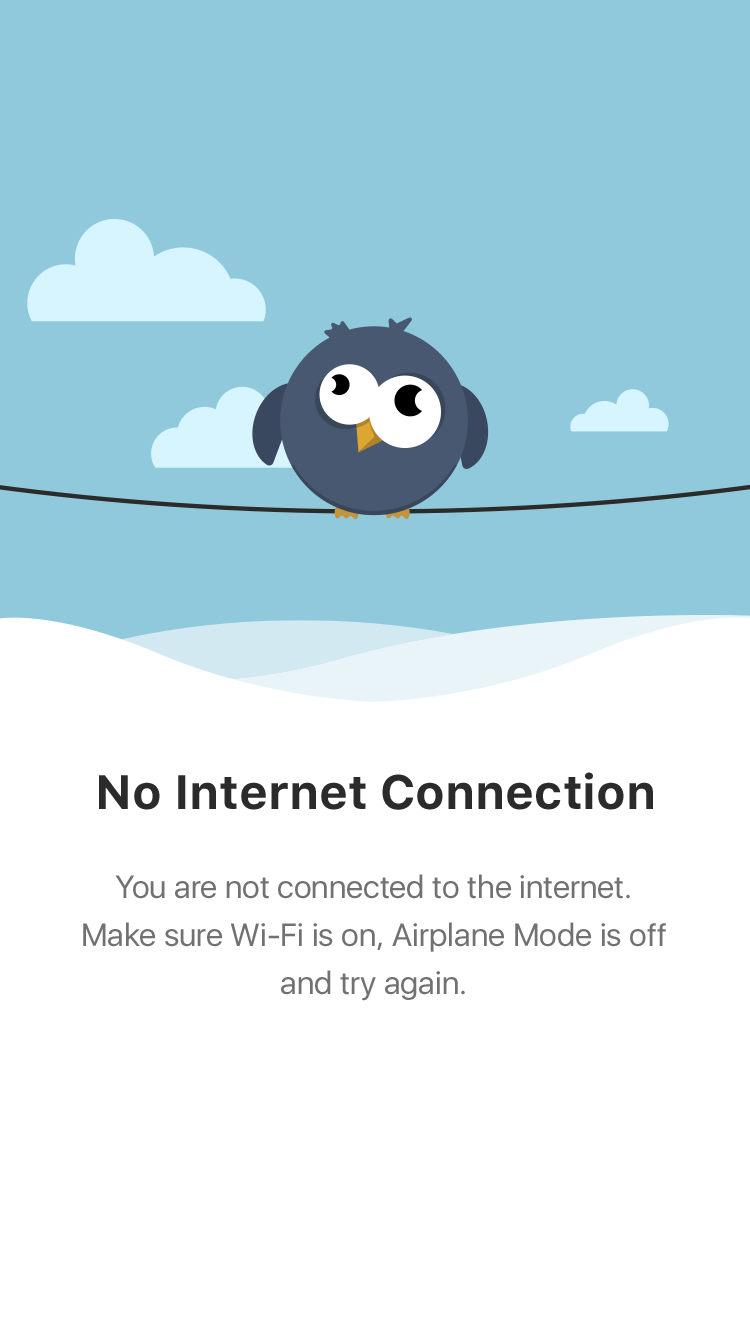 No Internet Connection
You are not connected to the internet.
Make sure Wi-Fi is on, Airplane Mode is off
and try again.